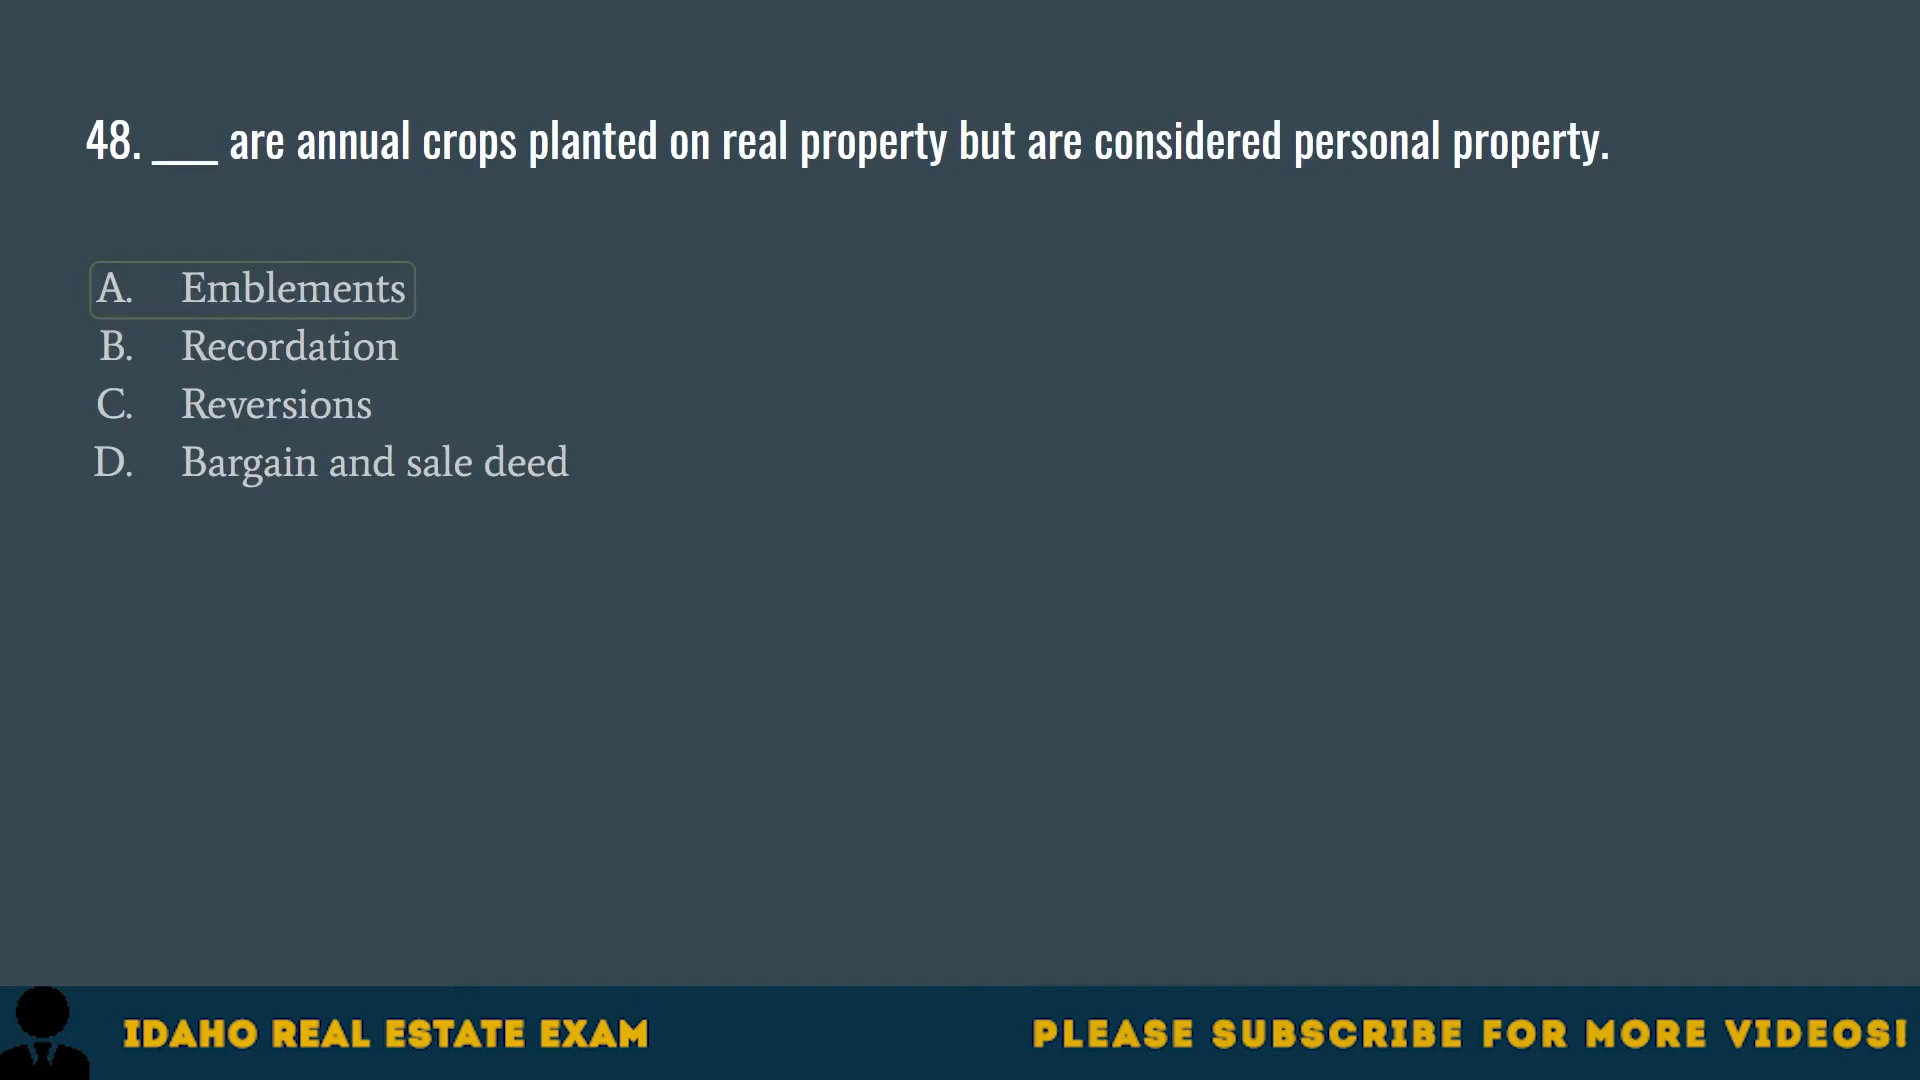 48. ___ are annual crops planted on real property but are considered personal property.
A. Emblements
B. Recordation
C. Reversions
D. Bargain and sale deed
IDAHO REAL ESTATE EXAM
PLEASE SUBSCRIBE FOR MORE VIDEOS!